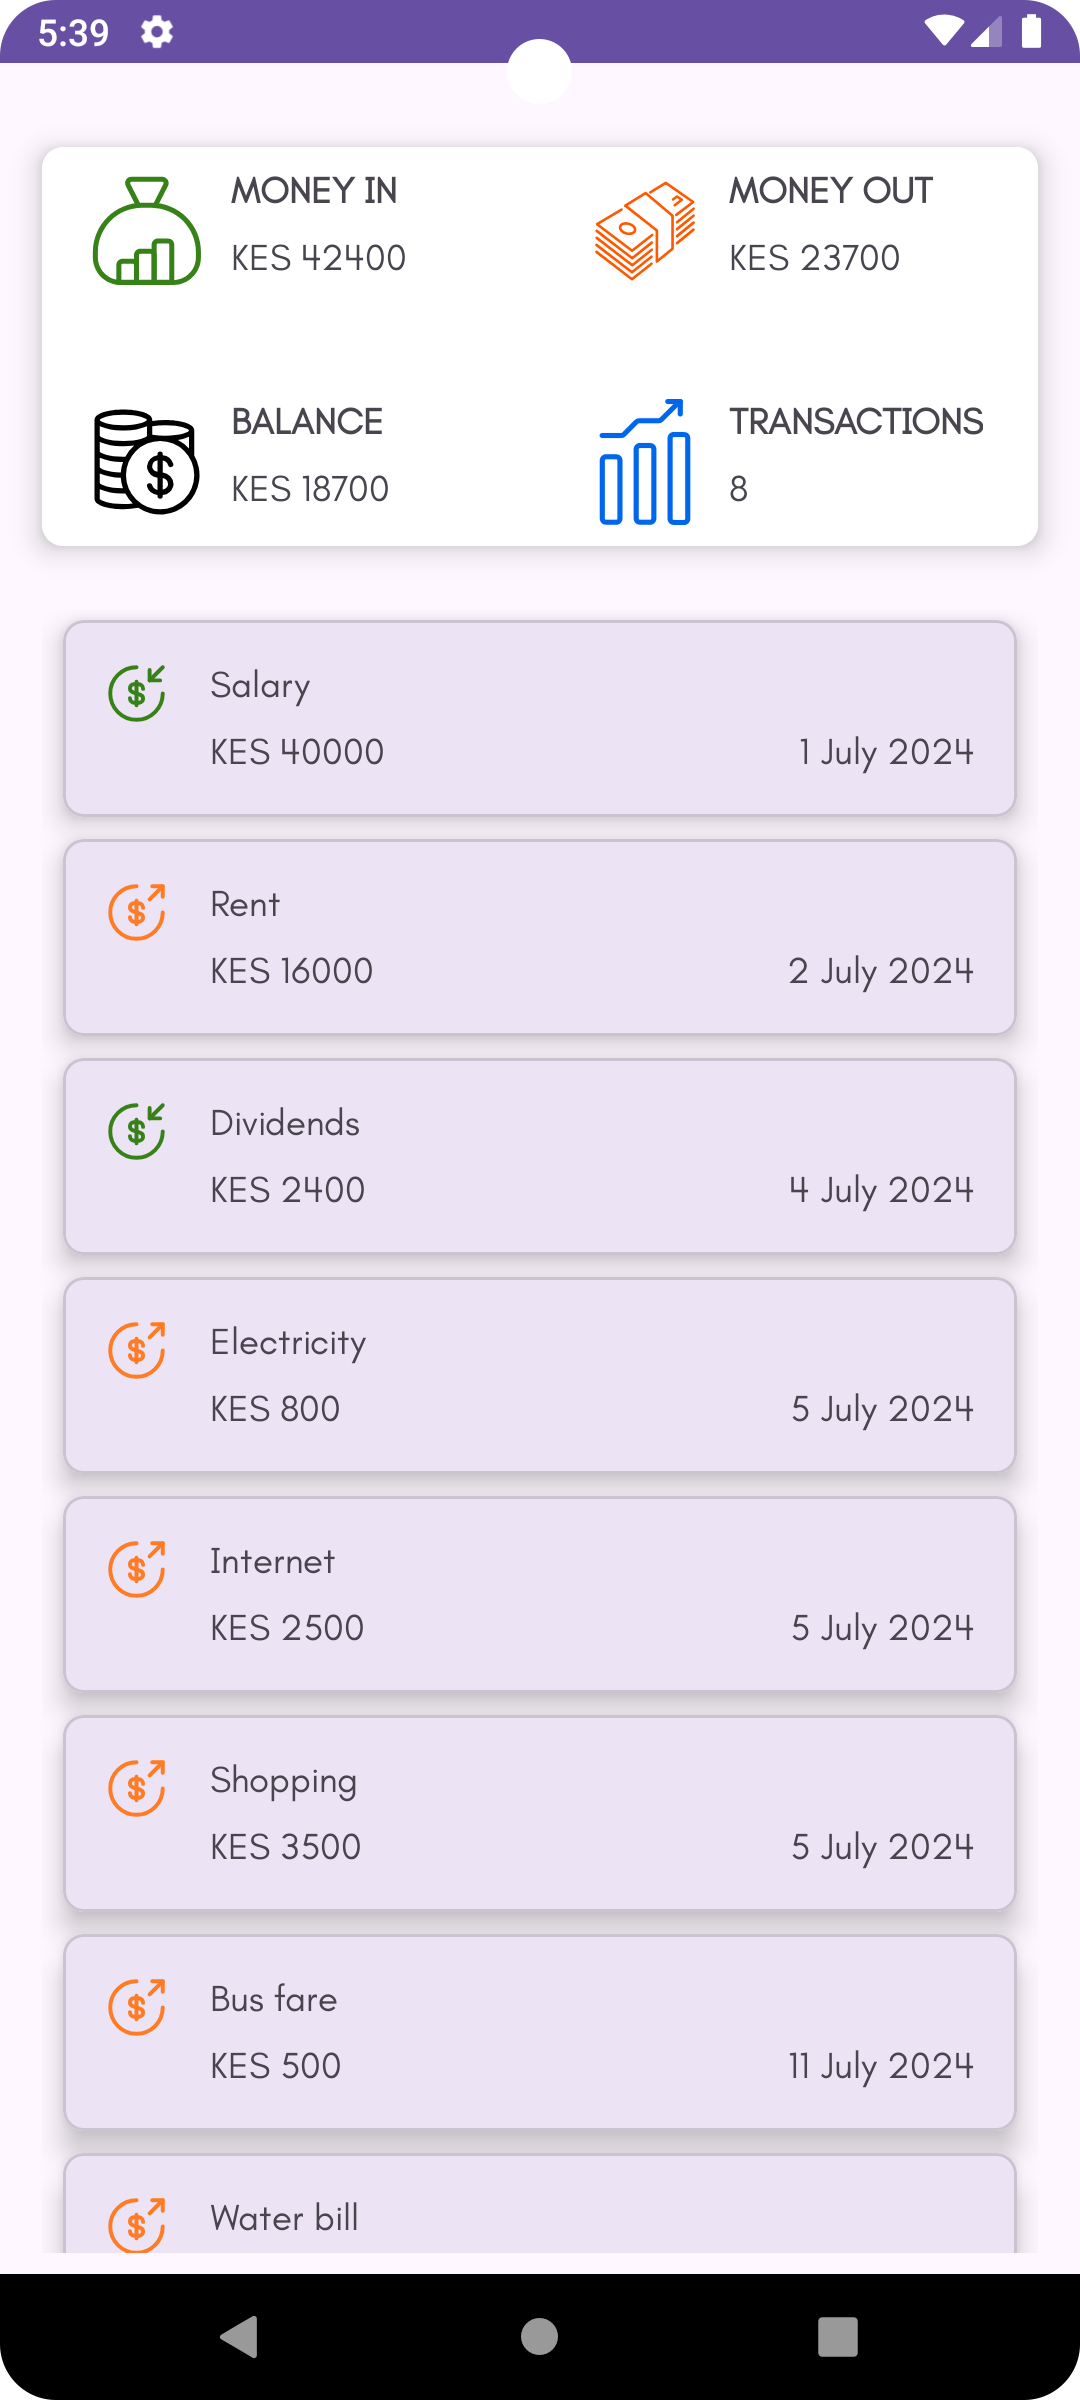 5:39
MONEY IN
KES 42400
MONEY OUT
KES 23700
BALANCE
KES 18700
TRANSACTIONS
8
Salary
KES 40000
1 July 2024
Rent
KES 16000
2 July 2024
Dividends
KES 2400
4 July 2024
Electricity
KES 800
5 July 2024
Internet
KES 2500
5 July 2024
Shopping
KES 3500
5 July 2024
Bus fare
KES 500
11 July 2024
Water bill